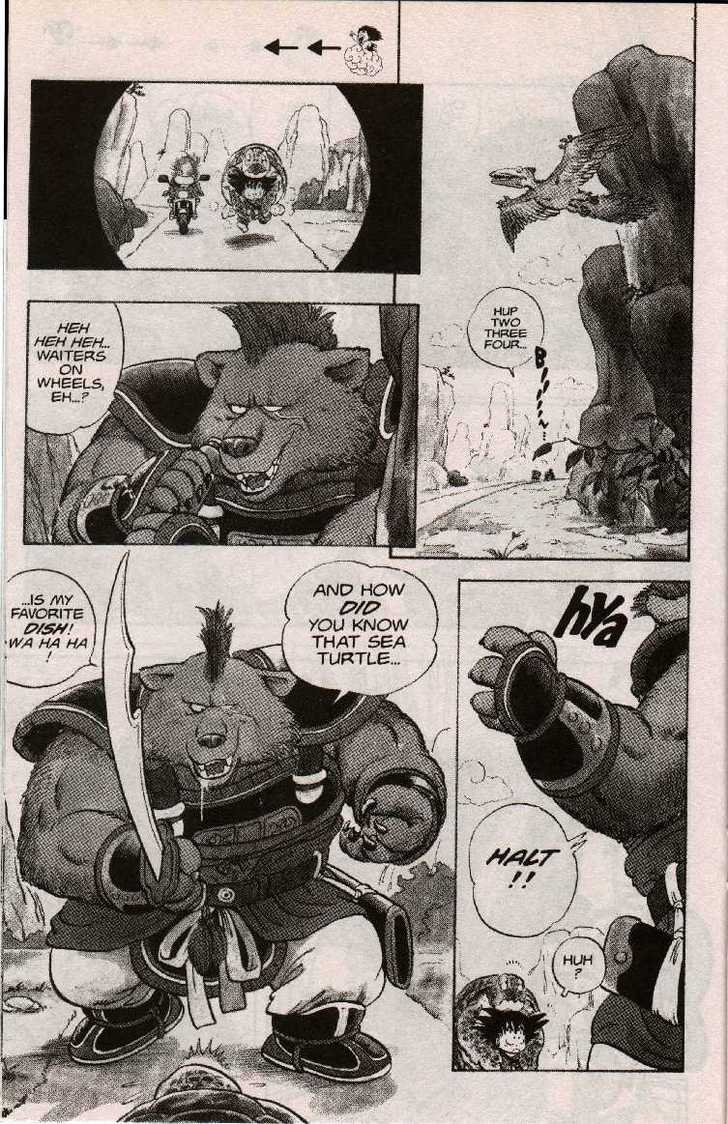 HUP
TWO
THREE
FOUR...
HEH
HEH HEH...
WAITERS
ON
WHEELS,
EH...?
hya
HALT
!!
HUH
?
AND HOW
DID
YOU KNOW
THAT SEA
TURTLE...
...IS MY
FAVORITE
DISH!
WA HA HA
!